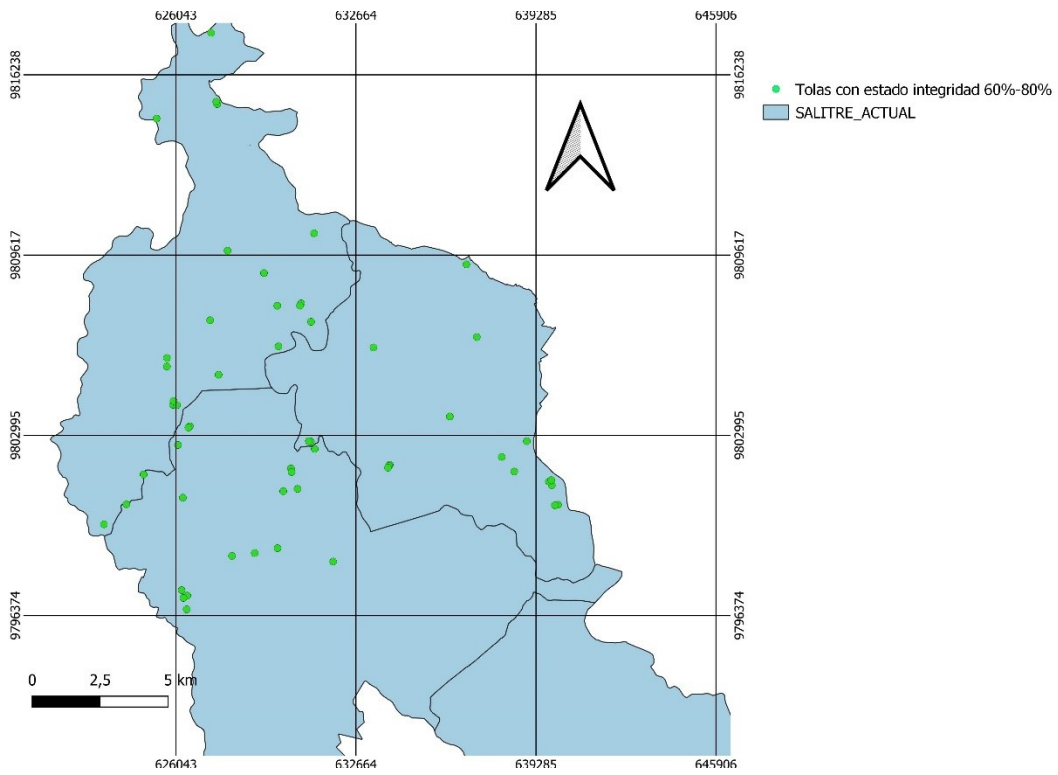 626043 632664 639285 645906
9816238 9816238
Tolas con estado integridad 60%-80%
SALITRE_ACTUAL
9809617 9809617
9802995 9802995
9796374 9796374
0 2,5 5 km
626043 632664 639285 645906